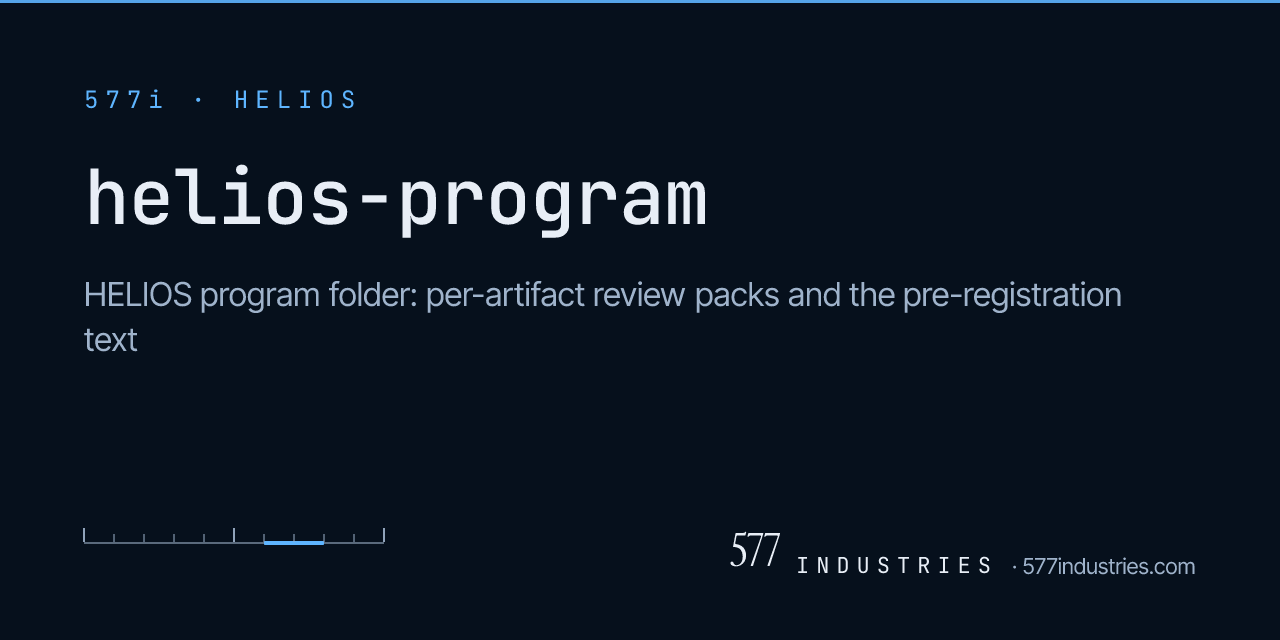 577i · HELIOS
helios-program
HELIOS program folder: per-artifact review packs and the pre-registration
text
577 INDUSTRIES · 577industries.com